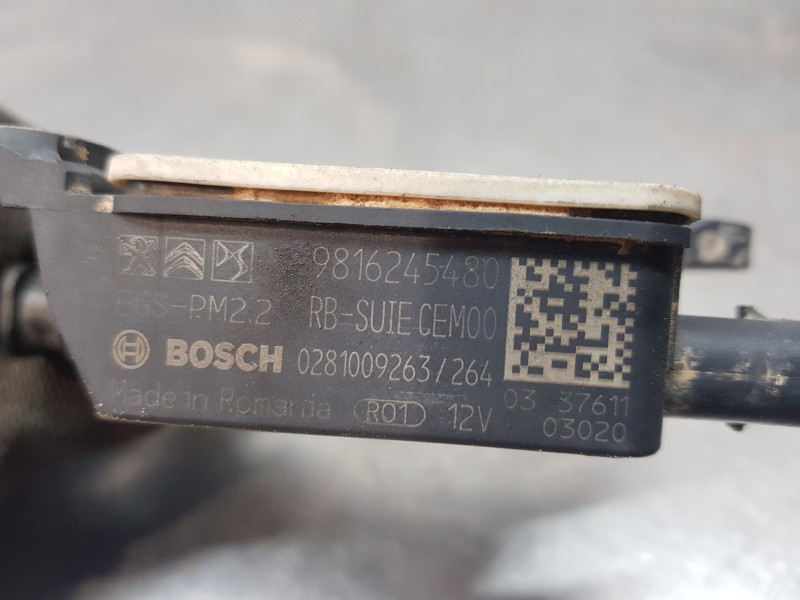 9816245480
EGS-PM2.2 RB-SUIE CEM00
BOSCH 0281009263/264
Made in Romania R01 12V
03 37611
03020